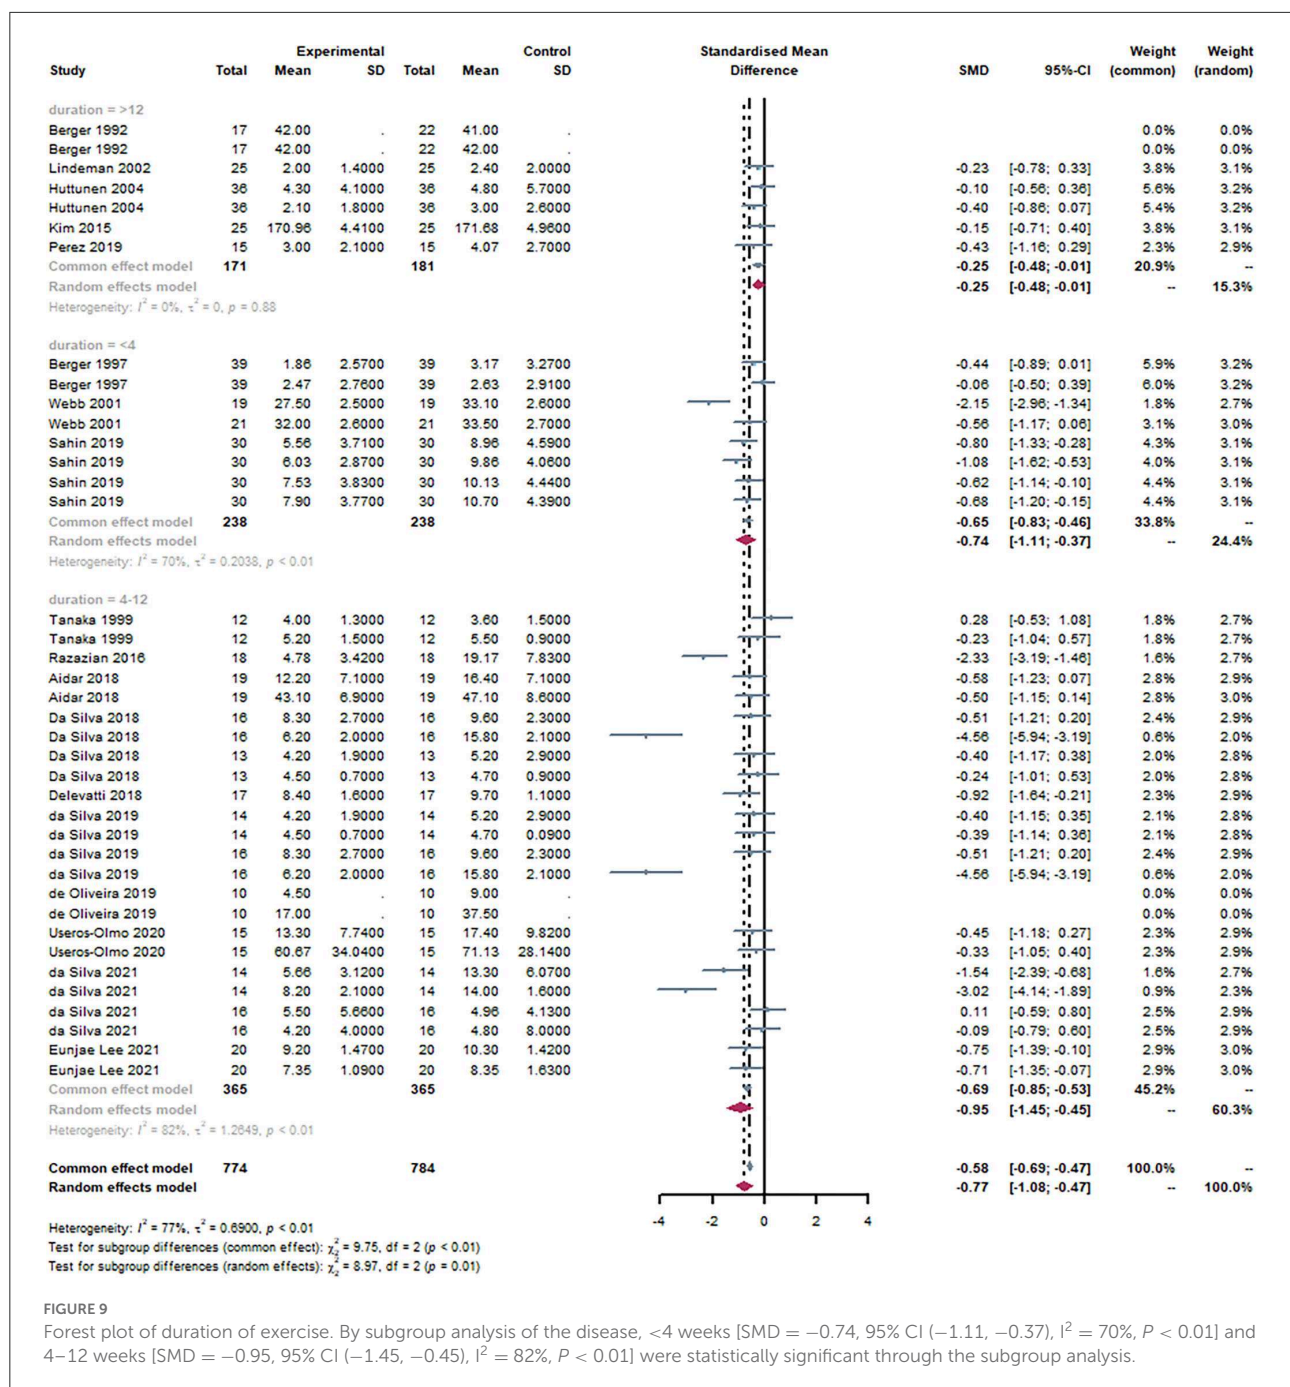 Experimental Control Standardised Mean Weight Weight
Study Total Mean SD Total Mean SD Difference SMD 95%-CI (common) (random)
duration = >12
Berger 1992 17 42.00 . 22 41.00 . 0.0% 0.0%
Berger 1992 17 42.00 . 22 42.00 . 0.0% 0.0%
Lindeman 2002 25 2.00 1.4000 25 2.40 2.0000 -0.23 [-0.78; 0.33] 3.8% 3.1%
Huttunen 2004 36 4.30 4.1000 36 4.80 5.7000 -0.10 [-0.56; 0.36] 5.6% 3.2%
Huttunen 2004 36 2.10 1.8000 36 3.00 2.6000 -0.40 [-0.86; 0.07] 5.4% 3.2%
Kim 2015 25 170.96 4.4100 25 171.68 4.9600 -0.15 [-0.71; 0.40] 3.8% 3.1%
Perez 2019 15 3.00 2.1000 15 4.07 2.7000 -0.43 [-1.16; 0.29] 2.3% 2.9%
Common effect model 171 181 -0.25 [-0.48; -0.01] 20.9% --
Random effects model -0.25 [-0.48; -0.01] -- 15.3%
Heterogeneity: I² = 0%, τ² = 0, p = 0.88
duration = <4
Berger 1997 39 1.86 2.5700 39 3.17 3.2700 -0.44 [-0.89; 0.01] 5.9% 3.2%
Berger 1997 39 2.47 2.7600 39 2.63 2.9100 -0.06 [-0.50; 0.39] 6.0% 3.2%
Webb 2001 19 27.50 2.5000 19 33.10 2.6000 -2.15 [-2.96; -1.34] 1.8% 2.7%
Webb 2001 21 32.00 2.6000 21 33.50 2.7000 -0.56 [-1.17; 0.06] 3.1% 3.0%
Sahin 2019 30 5.56 3.7100 30 8.96 4.5900 -0.80 [-1.33; -0.28] 4.3% 3.1%
Sahin 2019 30 6.03 2.8700 30 9.86 4.0600 -1.08 [-1.62; -0.53] 4.0% 3.1%
Sahin 2019 30 7.53 3.8300 30 10.13 4.4400 -0.62 [-1.14; -0.10] 4.4% 3.1%
Sahin 2019 30 7.90 3.7700 30 10.70 4.3900 -0.68 [-1.20; -0.15] 4.4% 3.1%
Common effect model 238 238 -0.65 [-0.83; -0.46] 33.8% --
Random effects model -0.74 [-1.11; -0.37] -- 24.4%
Heterogeneity: I² = 70%, τ² = 0.2038, p < 0.01
duration = 4-12
Tanaka 1999 12 4.00 1.3000 12 3.60 1.5000 0.28 [-0.53; 1.08] 1.8% 2.7%
Tanaka 1999 12 5.20 1.5000 12 5.50 0.9000 -0.23 [-1.04; 0.57] 1.8% 2.7%
Razazian 2016 18 4.78 3.4200 18 19.17 7.8300 -2.33 [-3.19; -1.46] 1.6% 2.7%
Aidar 2018 19 12.20 7.1000 19 16.40 7.1000 -0.58 [-1.23; 0.07] 2.8% 2.9%
Aidar 2018 19 43.10 6.9000 19 47.10 8.6000 -0.50 [-1.15; 0.14] 2.8% 3.0%
Da Silva 2018 16 8.30 2.7000 16 9.60 2.3000 -0.51 [-1.21; 0.20] 2.4% 2.9%
Da Silva 2018 16 6.20 2.0000 16 15.80 2.1000 -4.56 [-5.94; -3.19] 0.6% 2.0%
Da Silva 2018 13 4.20 1.9000 13 5.20 2.9000 -0.40 [-1.17; 0.38] 2.0% 2.8%
Da Silva 2018 13 4.50 0.7000 13 4.70 0.9000 -0.24 [-1.01; 0.53] 2.0% 2.8%
Delevatti 2018 17 8.40 1.6000 17 9.70 1.1000 -0.92 [-1.64; -0.21] 2.3% 2.9%
da Silva 2019 14 4.20 1.9000 14 5.20 2.9000 -0.40 [-1.15; 0.35] 2.1% 2.8%
da Silva 2019 14 4.50 0.7000 14 4.70 0.0900 -0.39 [-1.14; 0.36] 2.1% 2.8%
da Silva 2019 16 8.30 2.7000 16 9.60 2.3000 -0.51 [-1.21; 0.20] 2.4% 2.9%
da Silva 2019 16 6.20 2.0000 16 15.80 2.1000 -4.56 [-5.94; -3.19] 0.6% 2.0%
de Oliveira 2019 10 4.50 . 10 9.00 . 0.0% 0.0%
de Oliveira 2019 10 17.00 . 10 37.50 . 0.0% 0.0%
Useros-Olmo 2020 15 13.30 7.7400 15 17.40 9.8200 -0.45 [-1.18; 0.27] 2.3% 2.9%
Useros-Olmo 2020 15 60.67 34.0400 15 71.13 28.1400 -0.33 [-1.05; 0.40] 2.3% 2.9%
da Silva 2021 14 5.66 3.1200 14 13.30 6.0700 -1.54 [-2.39; -0.68] 1.6% 2.7%
da Silva 2021 14 8.20 2.1000 14 14.00 1.6000 -3.02 [-4.14; -1.89] 0.9% 2.3%
da Silva 2021 16 5.50 5.6600 16 4.96 4.1300 0.11 [-0.59; 0.80] 2.5% 2.9%
da Silva 2021 16 4.20 4.0000 16 4.80 8.0000 -0.09 [-0.79; 0.60] 2.5% 2.9%
Eunjae Lee 2021 20 9.20 1.4700 20 10.30 1.4200 -0.75 [-1.39; -0.10] 2.9% 3.0%
Eunjae Lee 2021 20 7.35 1.0900 20 8.35 1.6300 -0.71 [-1.35; -0.07] 2.9% 3.0%
Common effect model 365 365 -0.69 [-0.85; -0.53] 45.2% --
Random effects model -0.95 [-1.45; -0.45] -- 60.3%
Heterogeneity: I² = 82%, τ² = 1.2649, p < 0.01
Common effect model 774 784 -0.58 [-0.69; -0.47] 100.0% --
Random effects model -0.77 [-1.08; -0.47] -- 100.0%
-4 -2 0 2 4
Heterogeneity: I² = 77%, τ² = 0.6900, p < 0.01
Test for subgroup differences (common effect): χ²₂ = 9.75, df = 2 (p < 0.01)
Test for subgroup differences (random effects): χ²₂ = 8.97, df = 2 (p = 0.01)
FIGURE 9
Forest plot of duration of exercise. By subgroup analysis of the disease, <4 weeks [SMD = −0.74, 95% CI (−1.11, −0.37), I² = 70%, P < 0.01] and
4–12 weeks [SMD = −0.95, 95% CI (−1.45, −0.45), I² = 82%, P < 0.01] were statistically significant through the subgroup analysis.